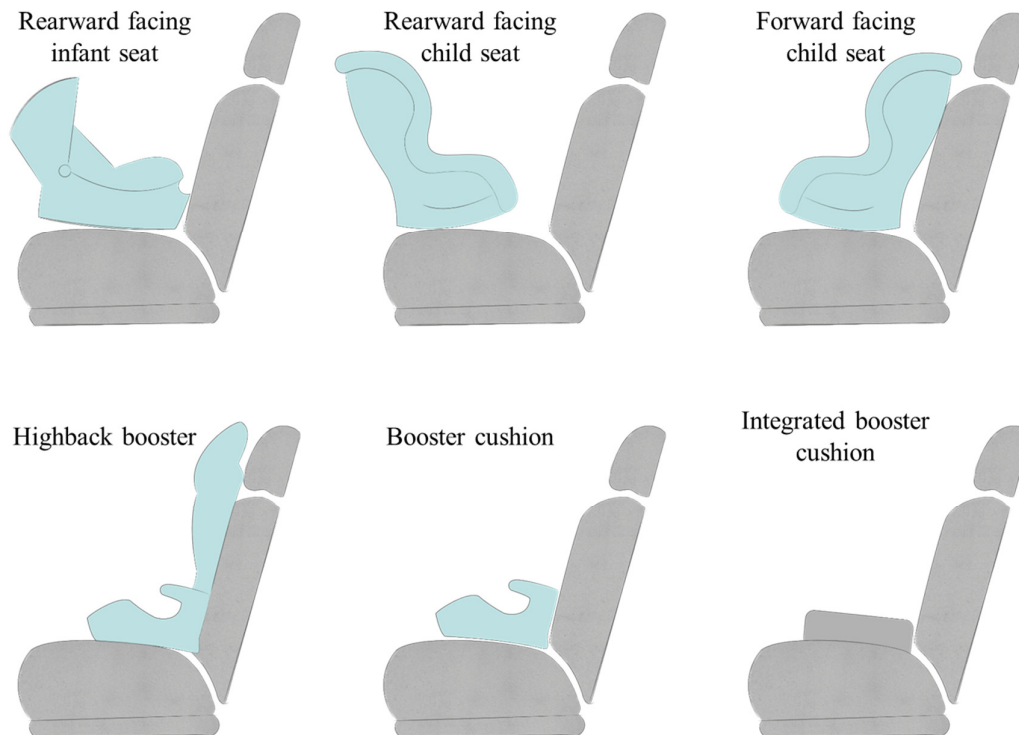 Rearward facing
infant seat
Rearward facing
child seat
Forward facing
child seat
Highback booster
Booster cushion
Integrated booster
cushion